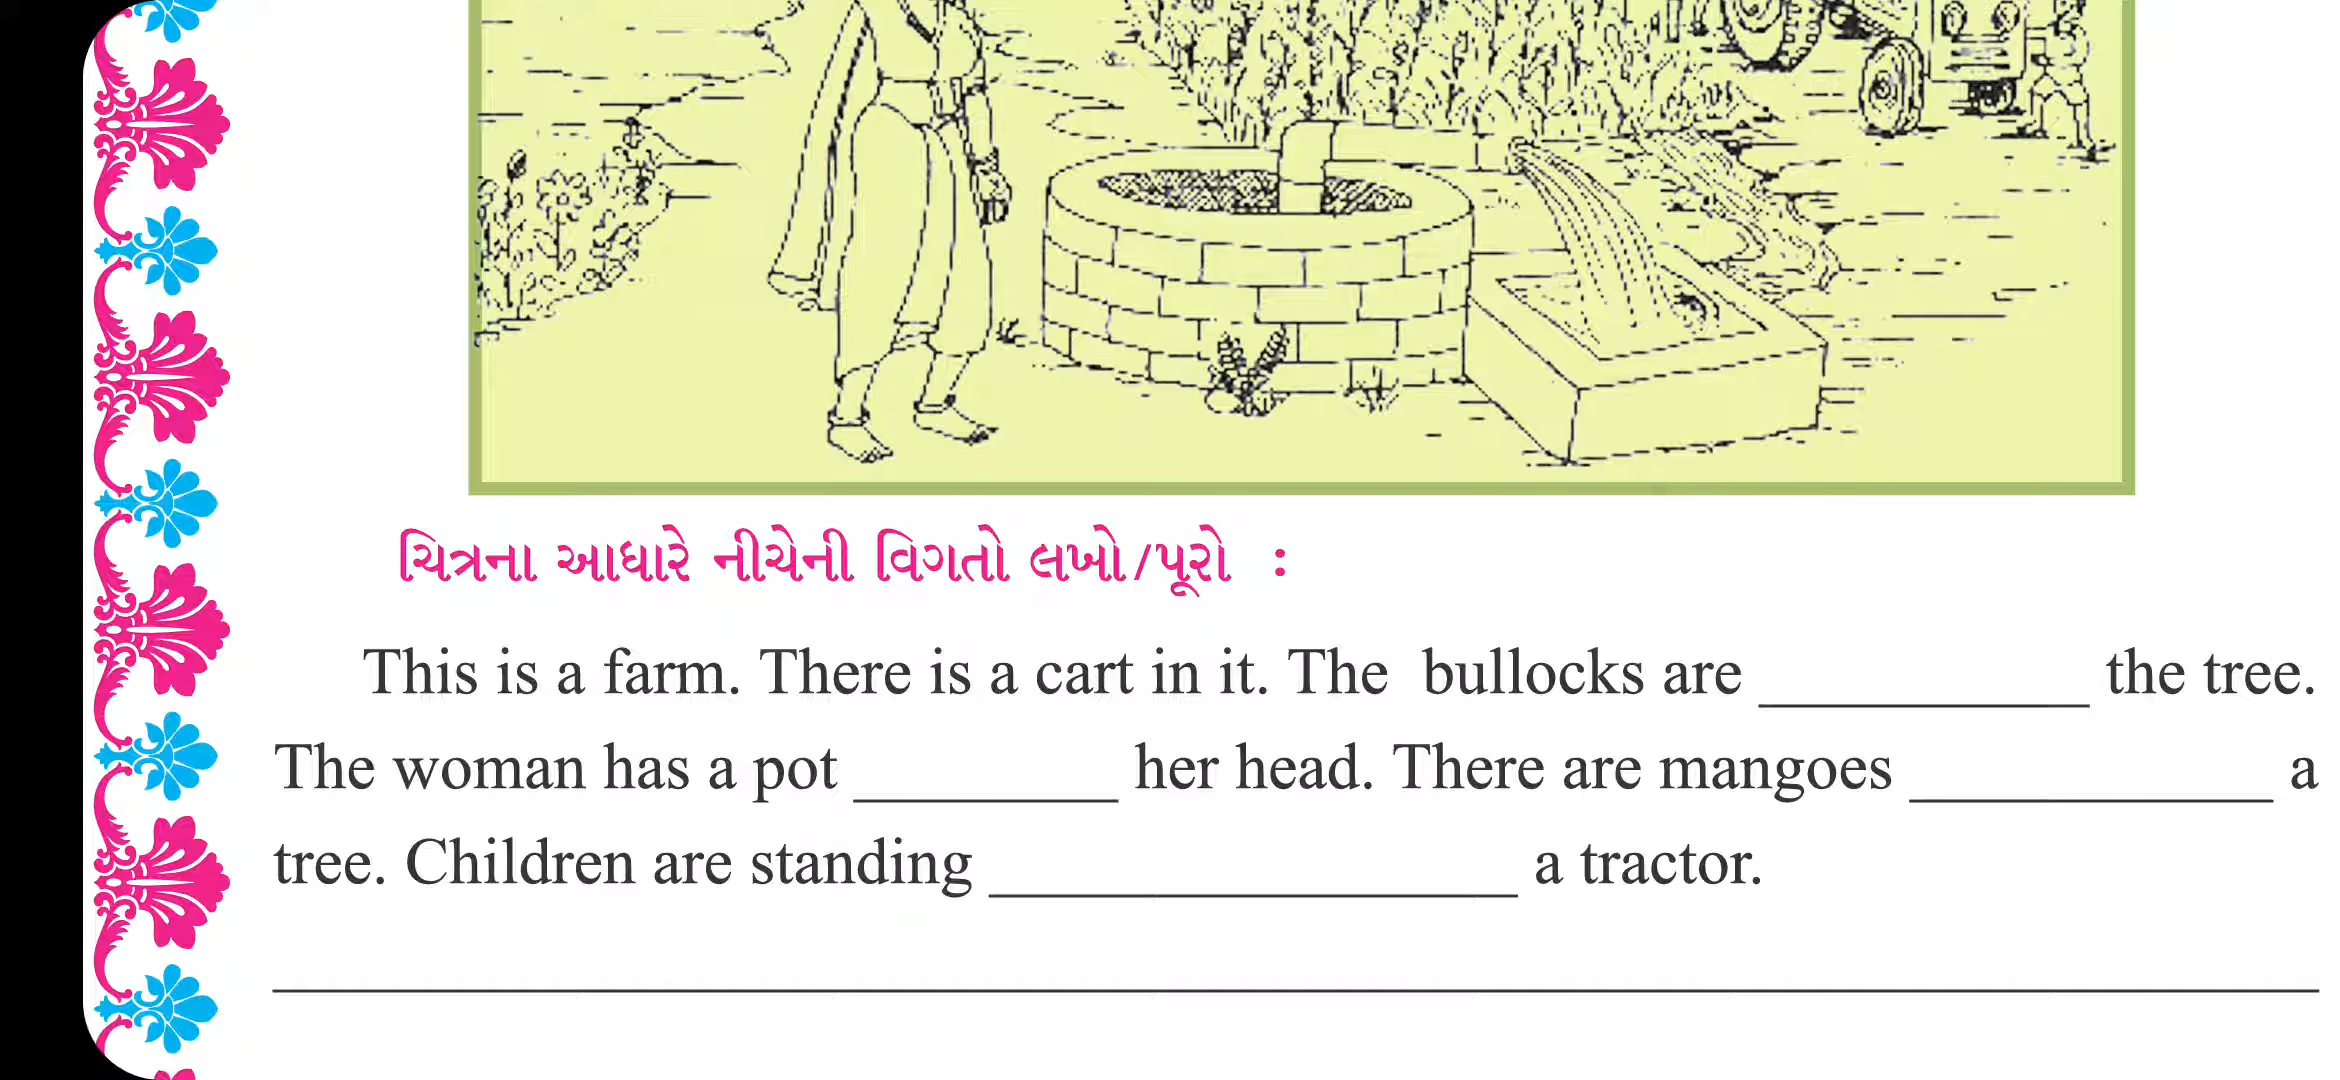 ચિત્રના આધારે નીચેની વિગતો લખો/પૂરો :
This is a farm. There is a cart in it. The bullocks are __________ the tree.
The woman has a pot ________ her head. There are mangoes ___________ a
tree. Children are standing ________________ a tractor.